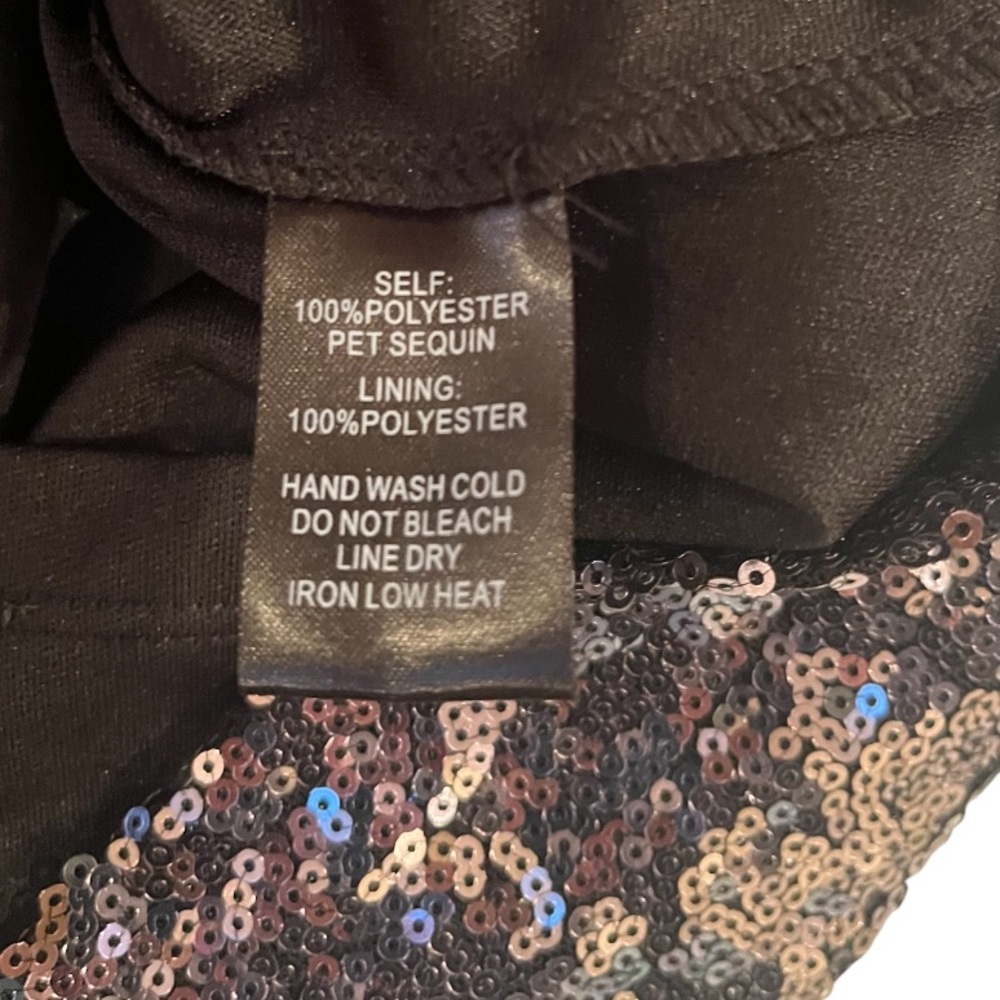 SELF:
100%POLYESTER
PET SEQUIN
LINING:
100%POLYESTER
HAND WASH COLD
DO NOT BLEACH
LINE DRY
IRON LOW HEAT